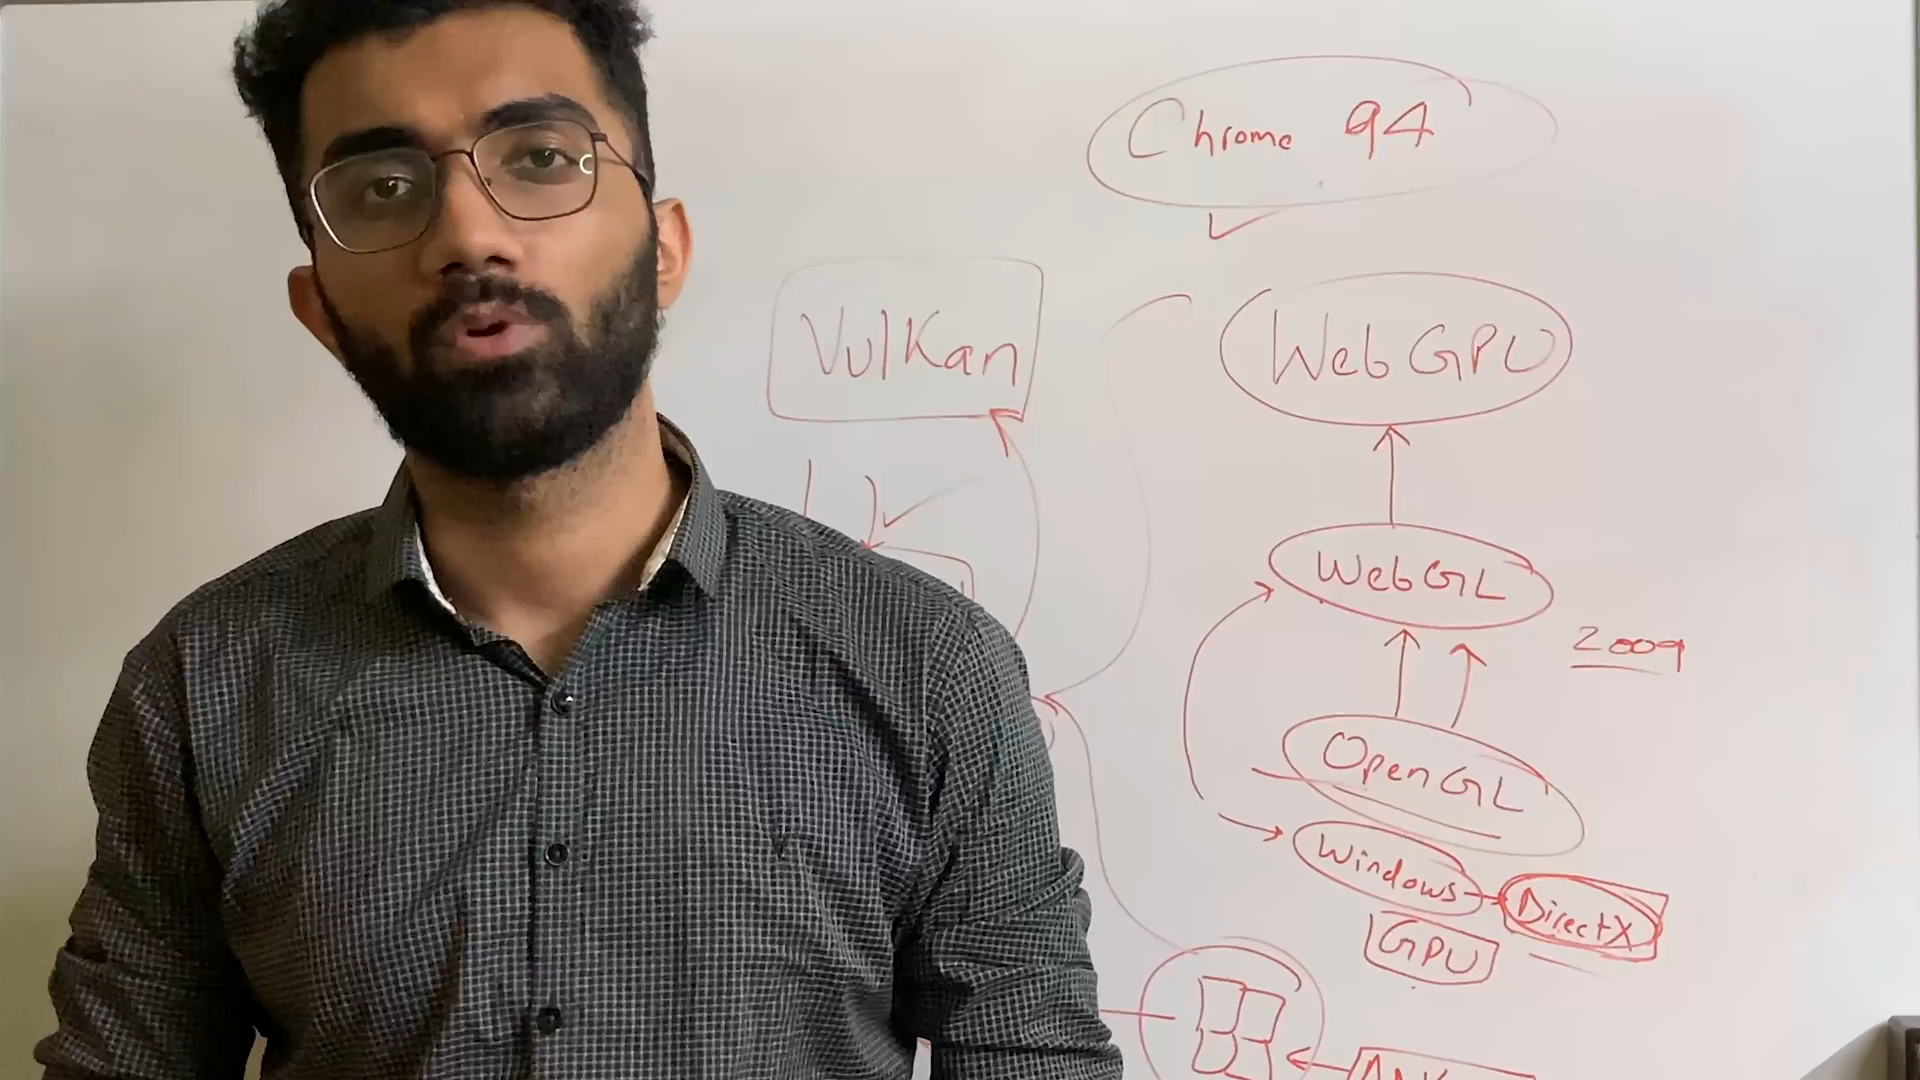 Chrome 94
Vulkan
WebGPU
WebGL
2009
OpenGL
Windows
DirectX
GPU